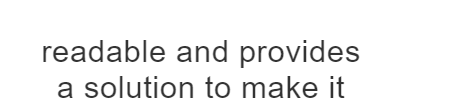 readable and provides
a solution to make it